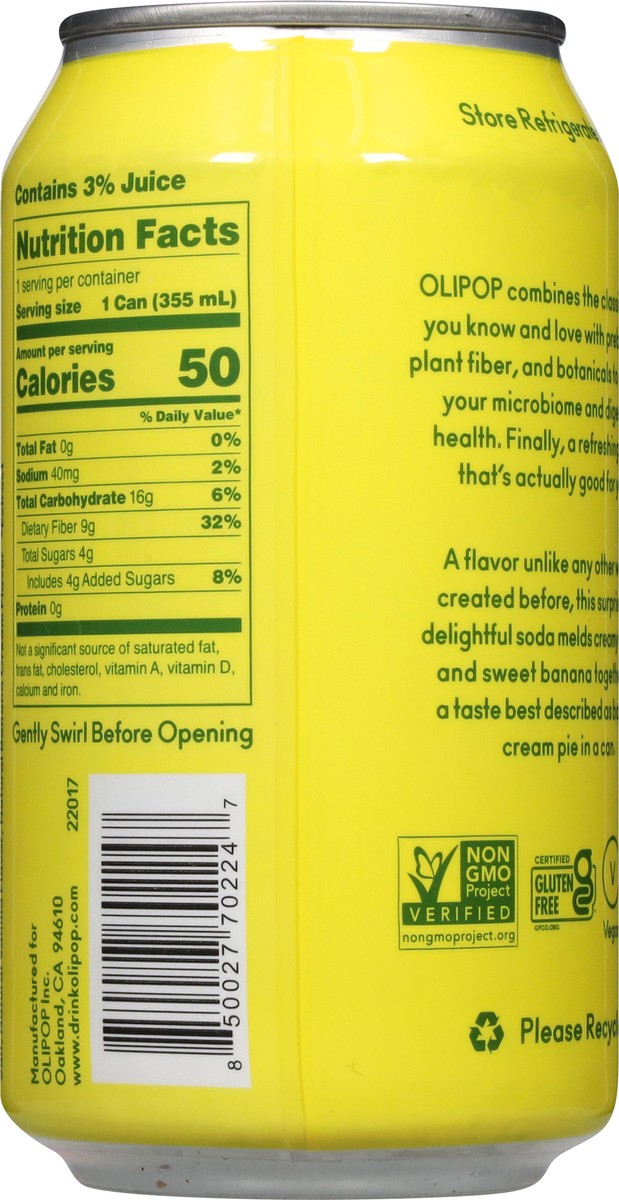 Store Refrigerate
Contains 3% Juice
Nutrition Facts
1 serving per container
Serving size 1 Can (355 mL)
Amount per serving
Calories 50
% Daily Value*
Total Fat 0g 0%
Sodium 40mg 2%
Total Carbohydrate 16g 6%
Dietary Fiber 9g 32%
Total Sugars 4g
Includes 4g Added Sugars 8%
Protein 0g
Not a significant source of saturated fat,
trans fat, cholesterol, vitamin A, vitamin D,
calcium and iron.
Gently Swirl Before Opening
22017
Manufactured for
OLIPOP Inc.
Oakland, CA 94610
www.drinkolipop.com
8 50027 70224 7
OLIPOP combines the
you know and love with
plant fiber, and botanicals
your microbiome and
health. Finally, a refreshing
that's actually good for
A flavor unlike any other
created before, this
delightful soda melds creamy
and sweet banana
a taste best described as
cream pie in a can.
NON
GMO
Project
VERIFIED
nongmoproject.org
CERTIFIED
GLUTEN
FREE
GFCO.ORG
V
Please